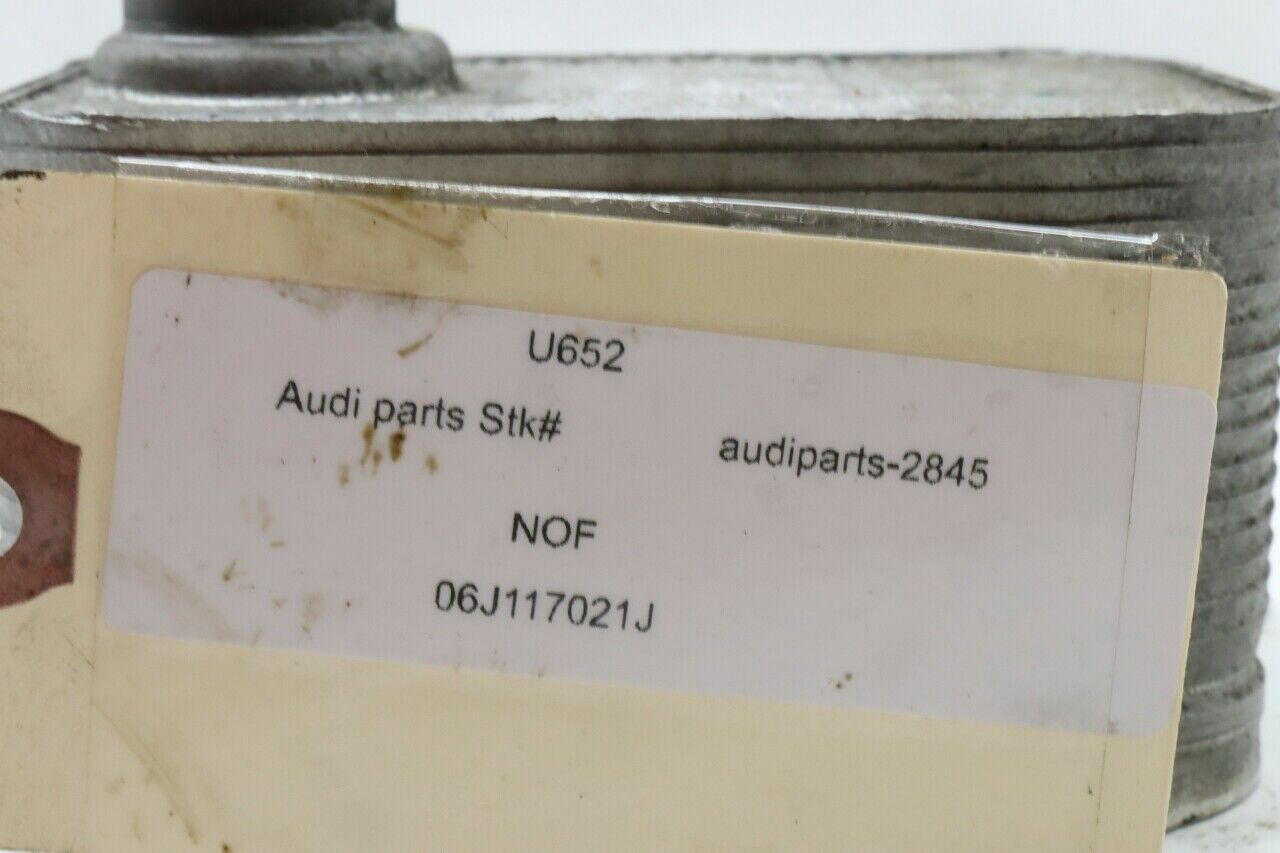 U652
Audi parts Stk#
audiparts-2845
NOF
06J117021J